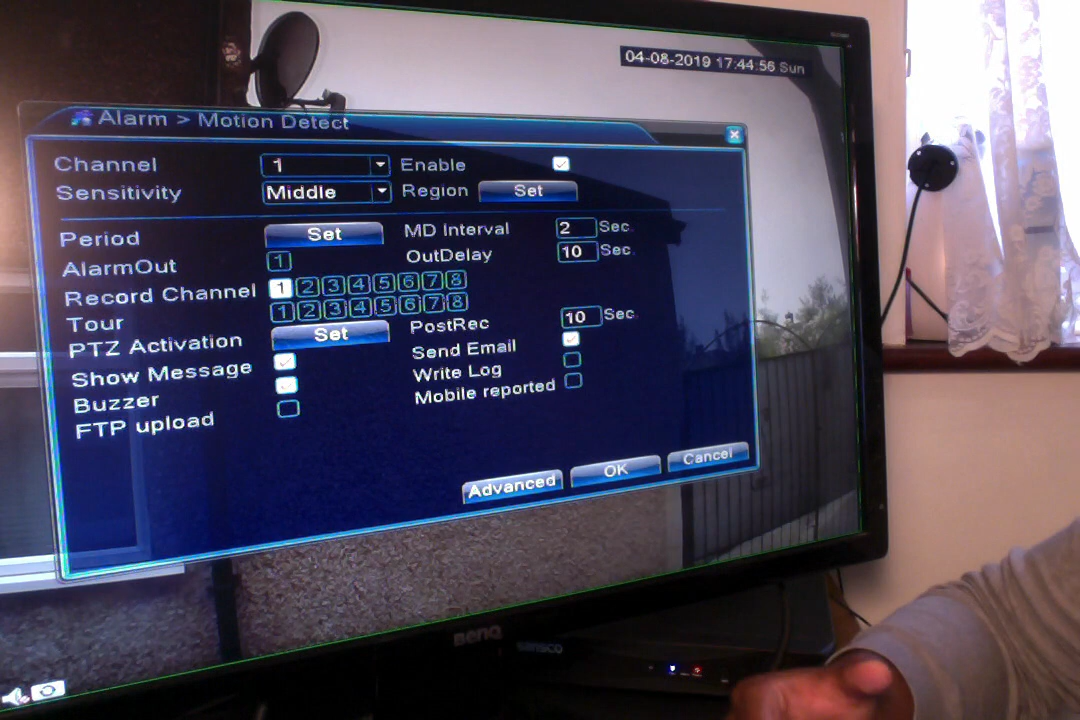 04-08-2019 17:44:56 Sun
Alarm > Motion Detect
Channel 1 Enable
Sensitivity Middle Region Set
Period Set MD Interval 2 Sec.
AlarmOut 1 OutDelay 10 Sec.
Record Channel 1 2 3 4 5 6 7 8
Tour 1 2 3 4 5 6 7 8
PTZ Activation Set PostRec 10 Sec.
Show Message Send Email
Buzzer Write Log
FTP upload Mobile reported
Advanced OK Cancel
BenQ